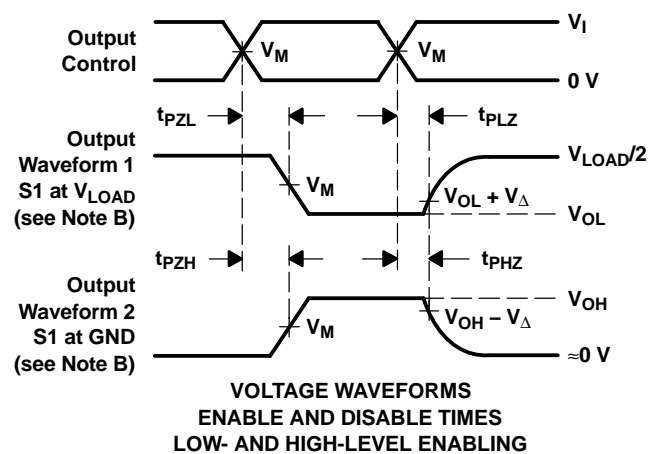 Output
Control
V_M
V_M
V_I
0 V
t_PZL
t_PLZ
Output
Waveform 1
S1 at V_LOAD
(see Note B)
V_M
V_LOAD/2
V_OL + V_Δ
V_OL
t_PZH
t_PHZ
Output
Waveform 2
S1 at GND
(see Note B)
V_M
V_OH
V_OH – V_Δ
≈0 V
VOLTAGE WAVEFORMS
ENABLE AND DISABLE TIMES
LOW- AND HIGH-LEVEL ENABLING